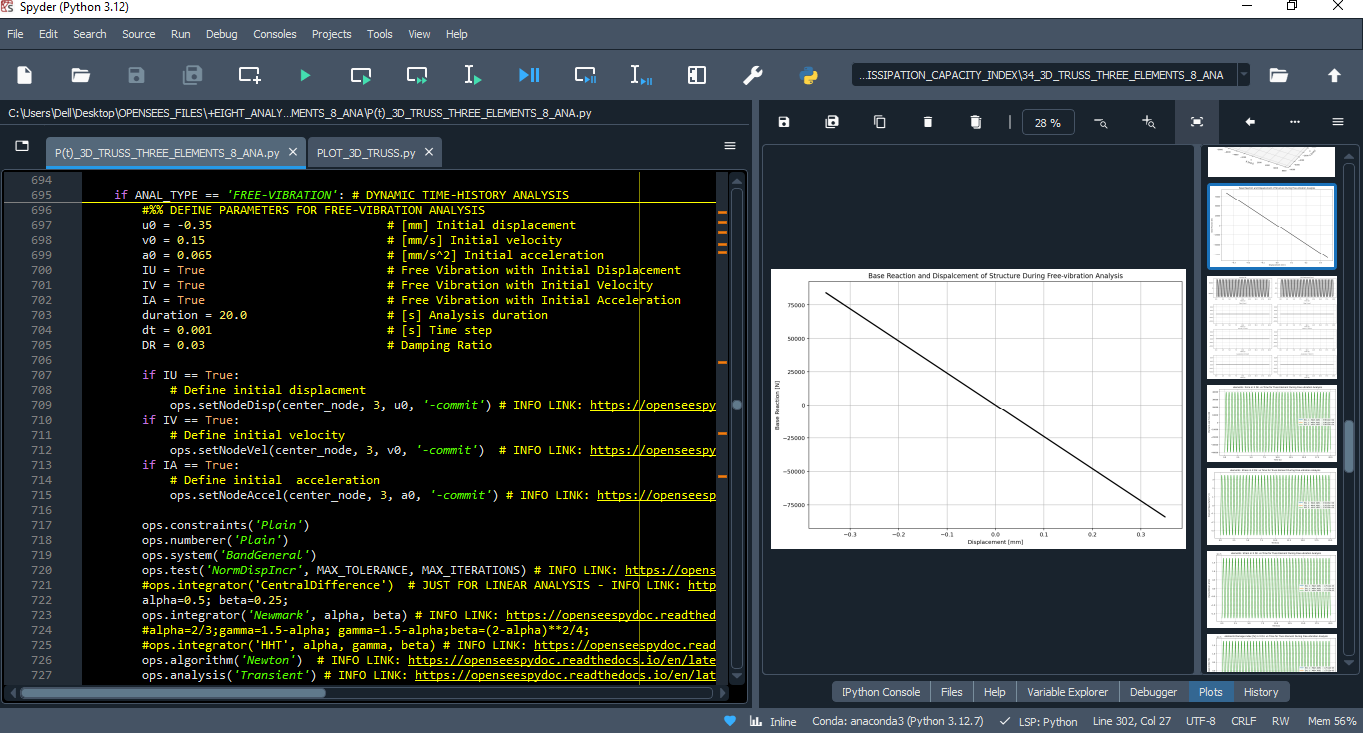 Spyder (Python 3.12)
File Edit Search Source Run Debug Consoles Projects Tools View Help
...ISSIPATION_CAPACITY_INDEX\34_3D_TRUSS_THREE_ELEMENTS_8_ANA
C:\Users\Dell\Desktop\OPENSEES_FILES\+EIGHT_ANALY...MENTS_8_ANA\P(t)_3D_TRUSS_THREE_ELEMENTS_8_ANA.py
P(t)_3D_TRUSS_THREE_ELEMENTS_8_ANA.py PLOT_3D_TRUSS.py
694
695 if ANAL_TYPE == 'FREE-VIBRATION': # DYNAMIC TIME-HISTORY ANALYSIS
696 #%% DEFINE PARAMETERS FOR FREE-VIBRATION ANALYSIS
697 u0 = -0.35 # [mm] Initial displacement
698 v0 = 0.15 # [mm/s] Initial velocity
699 a0 = 0.065 # [mm/s^2] Initial acceleration
700 IU = True # Free Vibration with Initial Displacement
701 IV = True # Free Vibration with Initial Velocity
702 IA = True # Free Vibration with Initial Acceleration
703 duration = 20.0 # [s] Analysis duration
704 dt = 0.001 # [s] Time step
705 DR = 0.03 # Damping Ratio
706
707 if IU == True:
708 # Define initial displacment
709 ops.setNodeDisp(center_node, 3, u0, '-commit') # INFO LINK: https://openseespy
710 if IV == True:
711 # Define initial velocity
712 ops.setNodeVel(center_node, 3, v0, '-commit') # INFO LINK: https://openseespy
713 if IA == True:
714 # Define initial  acceleration
715 ops.setNodeAccel(center_node, 3, a0, '-commit') # INFO LINK: https://openseesp
716
717 ops.constraints('Plain')
718 ops.numberer('Plain')
719 ops.system('BandGeneral')
720 ops.test('NormDispIncr', MAX_TOLERANCE, MAX_ITERATIONS) # INFO LINK: https://opens
721 #ops.integrator('CentralDifference')  # JUST FOR LINEAR ANALYSIS - INFO LINK: http
722 alpha=0.5; beta=0.25;
723 ops.integrator('Newmark', alpha, beta) # INFO LINK: https://openseespydoc.readthed
724 #alpha=2/3;gamma=1.5-alpha; gamma=1.5-alpha;beta=(2-alpha)**2/4;
725 #ops.integrator('HHT', alpha, gamma, beta) # INFO LINK: https://openseespydoc.readt
726 ops.algorithm('Newton')  # INFO LINK: https://openseespydoc.readthedocs.io/en/late
727 ops.analysis('Transient') # INFO LINK: https://openseespydoc.readthedocs.io/en/lat
28 %
Base Reaction and Dispalcement of Structure During Free-vibration Analysis
75000
50000
25000
0
−25000
−50000
−75000
Base Reaction [N]
−0.3 −0.2 −0.1 0.0 0.1 0.2 0.3
Displacement [mm]
IPython Console Files Help Variable Explorer Debugger Plots History
Inline Conda: anaconda3 (Python 3.12.7) LSP: Python Line 302, Col 27 UTF-8 CRLF RW Mem 56%